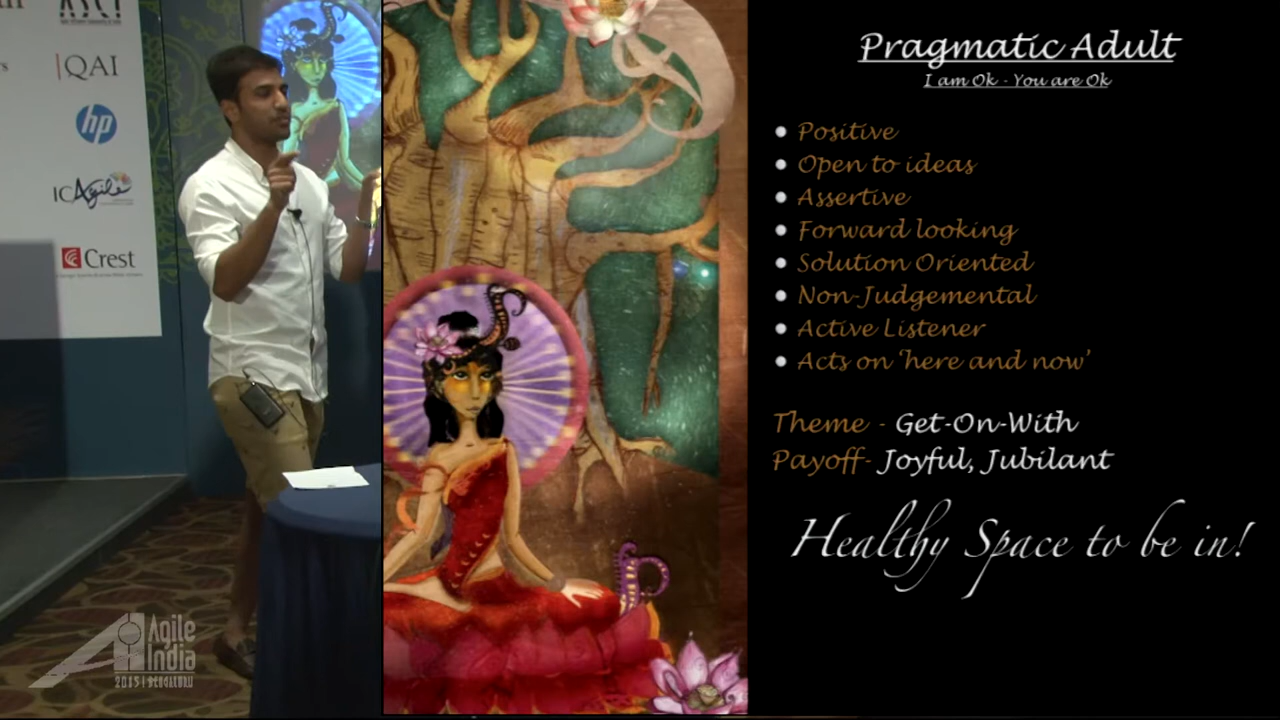 QAI
hp
ICAgile
Crest
Agile
India
2015 | BENGALURU
Pragmatic Adult
I am Ok - You are Ok
Positive
Open to ideas
Assertive
Forward looking
Solution Oriented
Non-Judgemental
Active Listener
Acts on 'here and now'
Theme - Get-On-With
Payoff- Joyful, Jubilant
Healthy Space to be in!